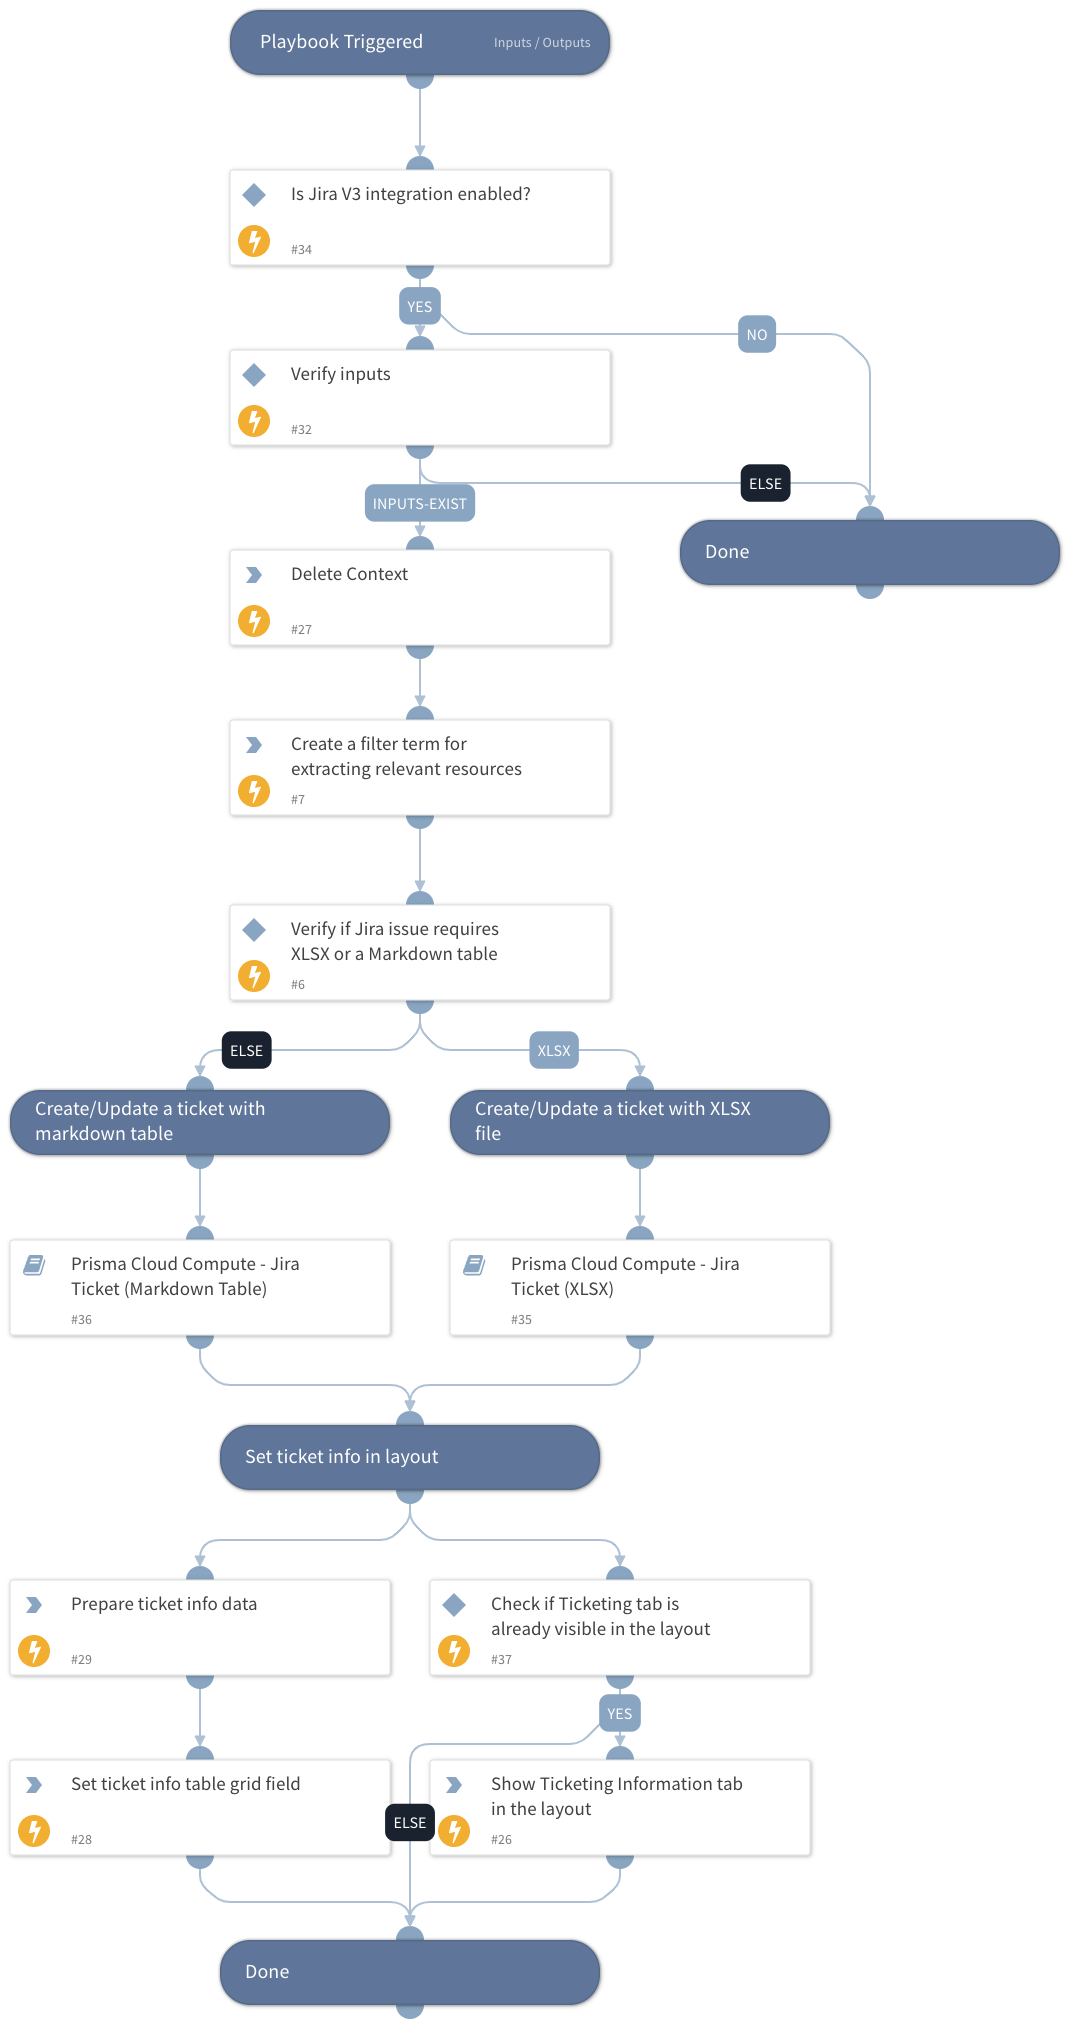 Playbook Triggered
Inputs / Outputs
Is Jira V3 integration enabled?
#34
YES
NO
Verify inputs
#32
ELSE
INPUTS-EXIST
Done
Delete Context
#27
Create a filter term for
extracting relevant resources
#7
Verify if Jira issue requires
XLSX or a Markdown table
#6
ELSE
XLSX
Create/Update a ticket with
markdown table
Create/Update a ticket with XLSX
file
Prisma Cloud Compute - Jira
Ticket (Markdown Table)
#36
Prisma Cloud Compute - Jira
Ticket (XLSX)
#35
Set ticket info in layout
Prepare ticket info data
#29
Check if Ticketing tab is
already visible in the layout
#37
YES
Set ticket info table grid field
#28
ELSE
Show Ticketing Information tab
in the layout
#26
Done